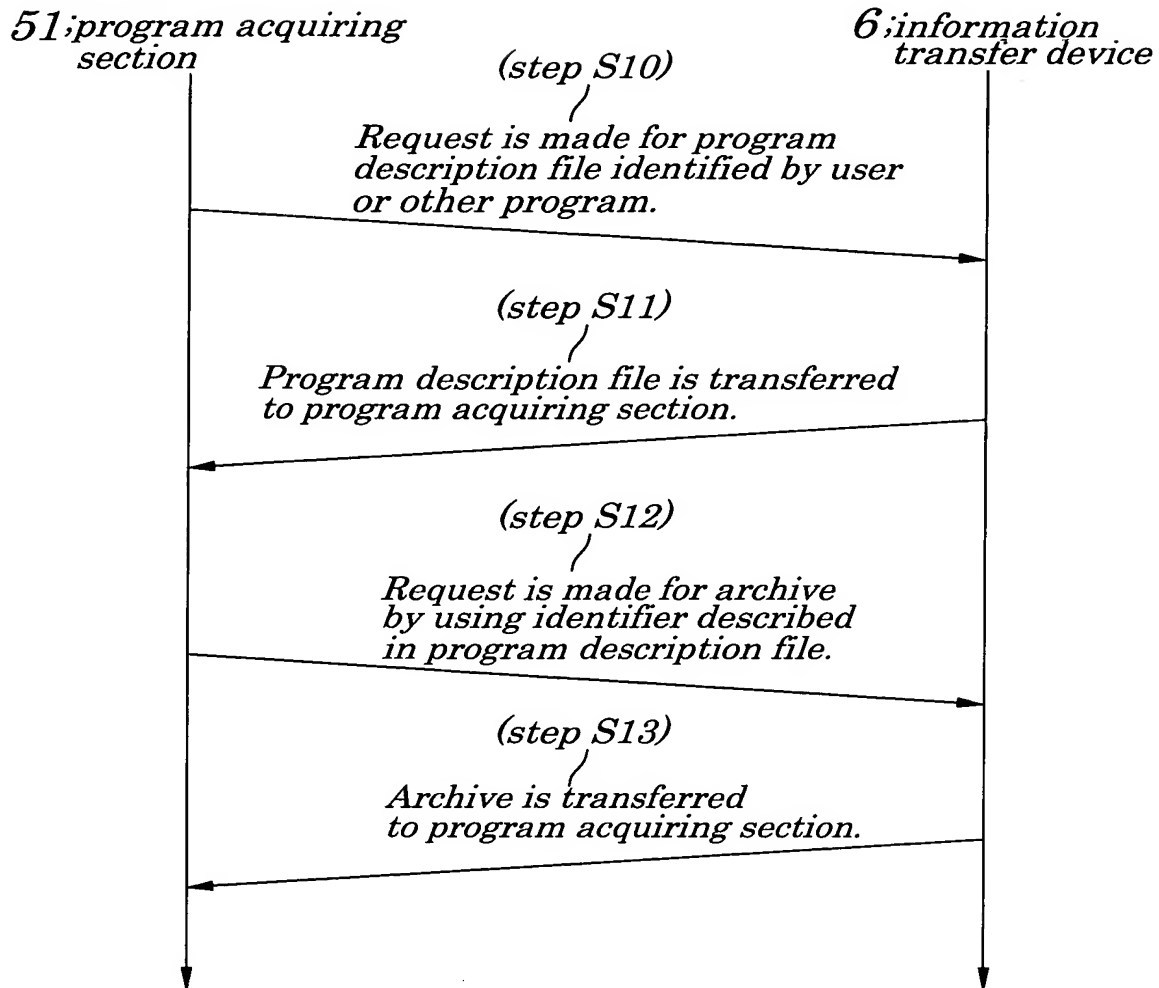 51;program acquiring
section
6;information
transfer device
(step S10)
Request is made for program
description file identified by user
or other program.
(step S11)
Program description file is transferred
to program acquiring section.
(step S12)
Request is made for archive
by using identifier described
in program description file.
(step S13)
Archive is transferred
to program acquiring section.